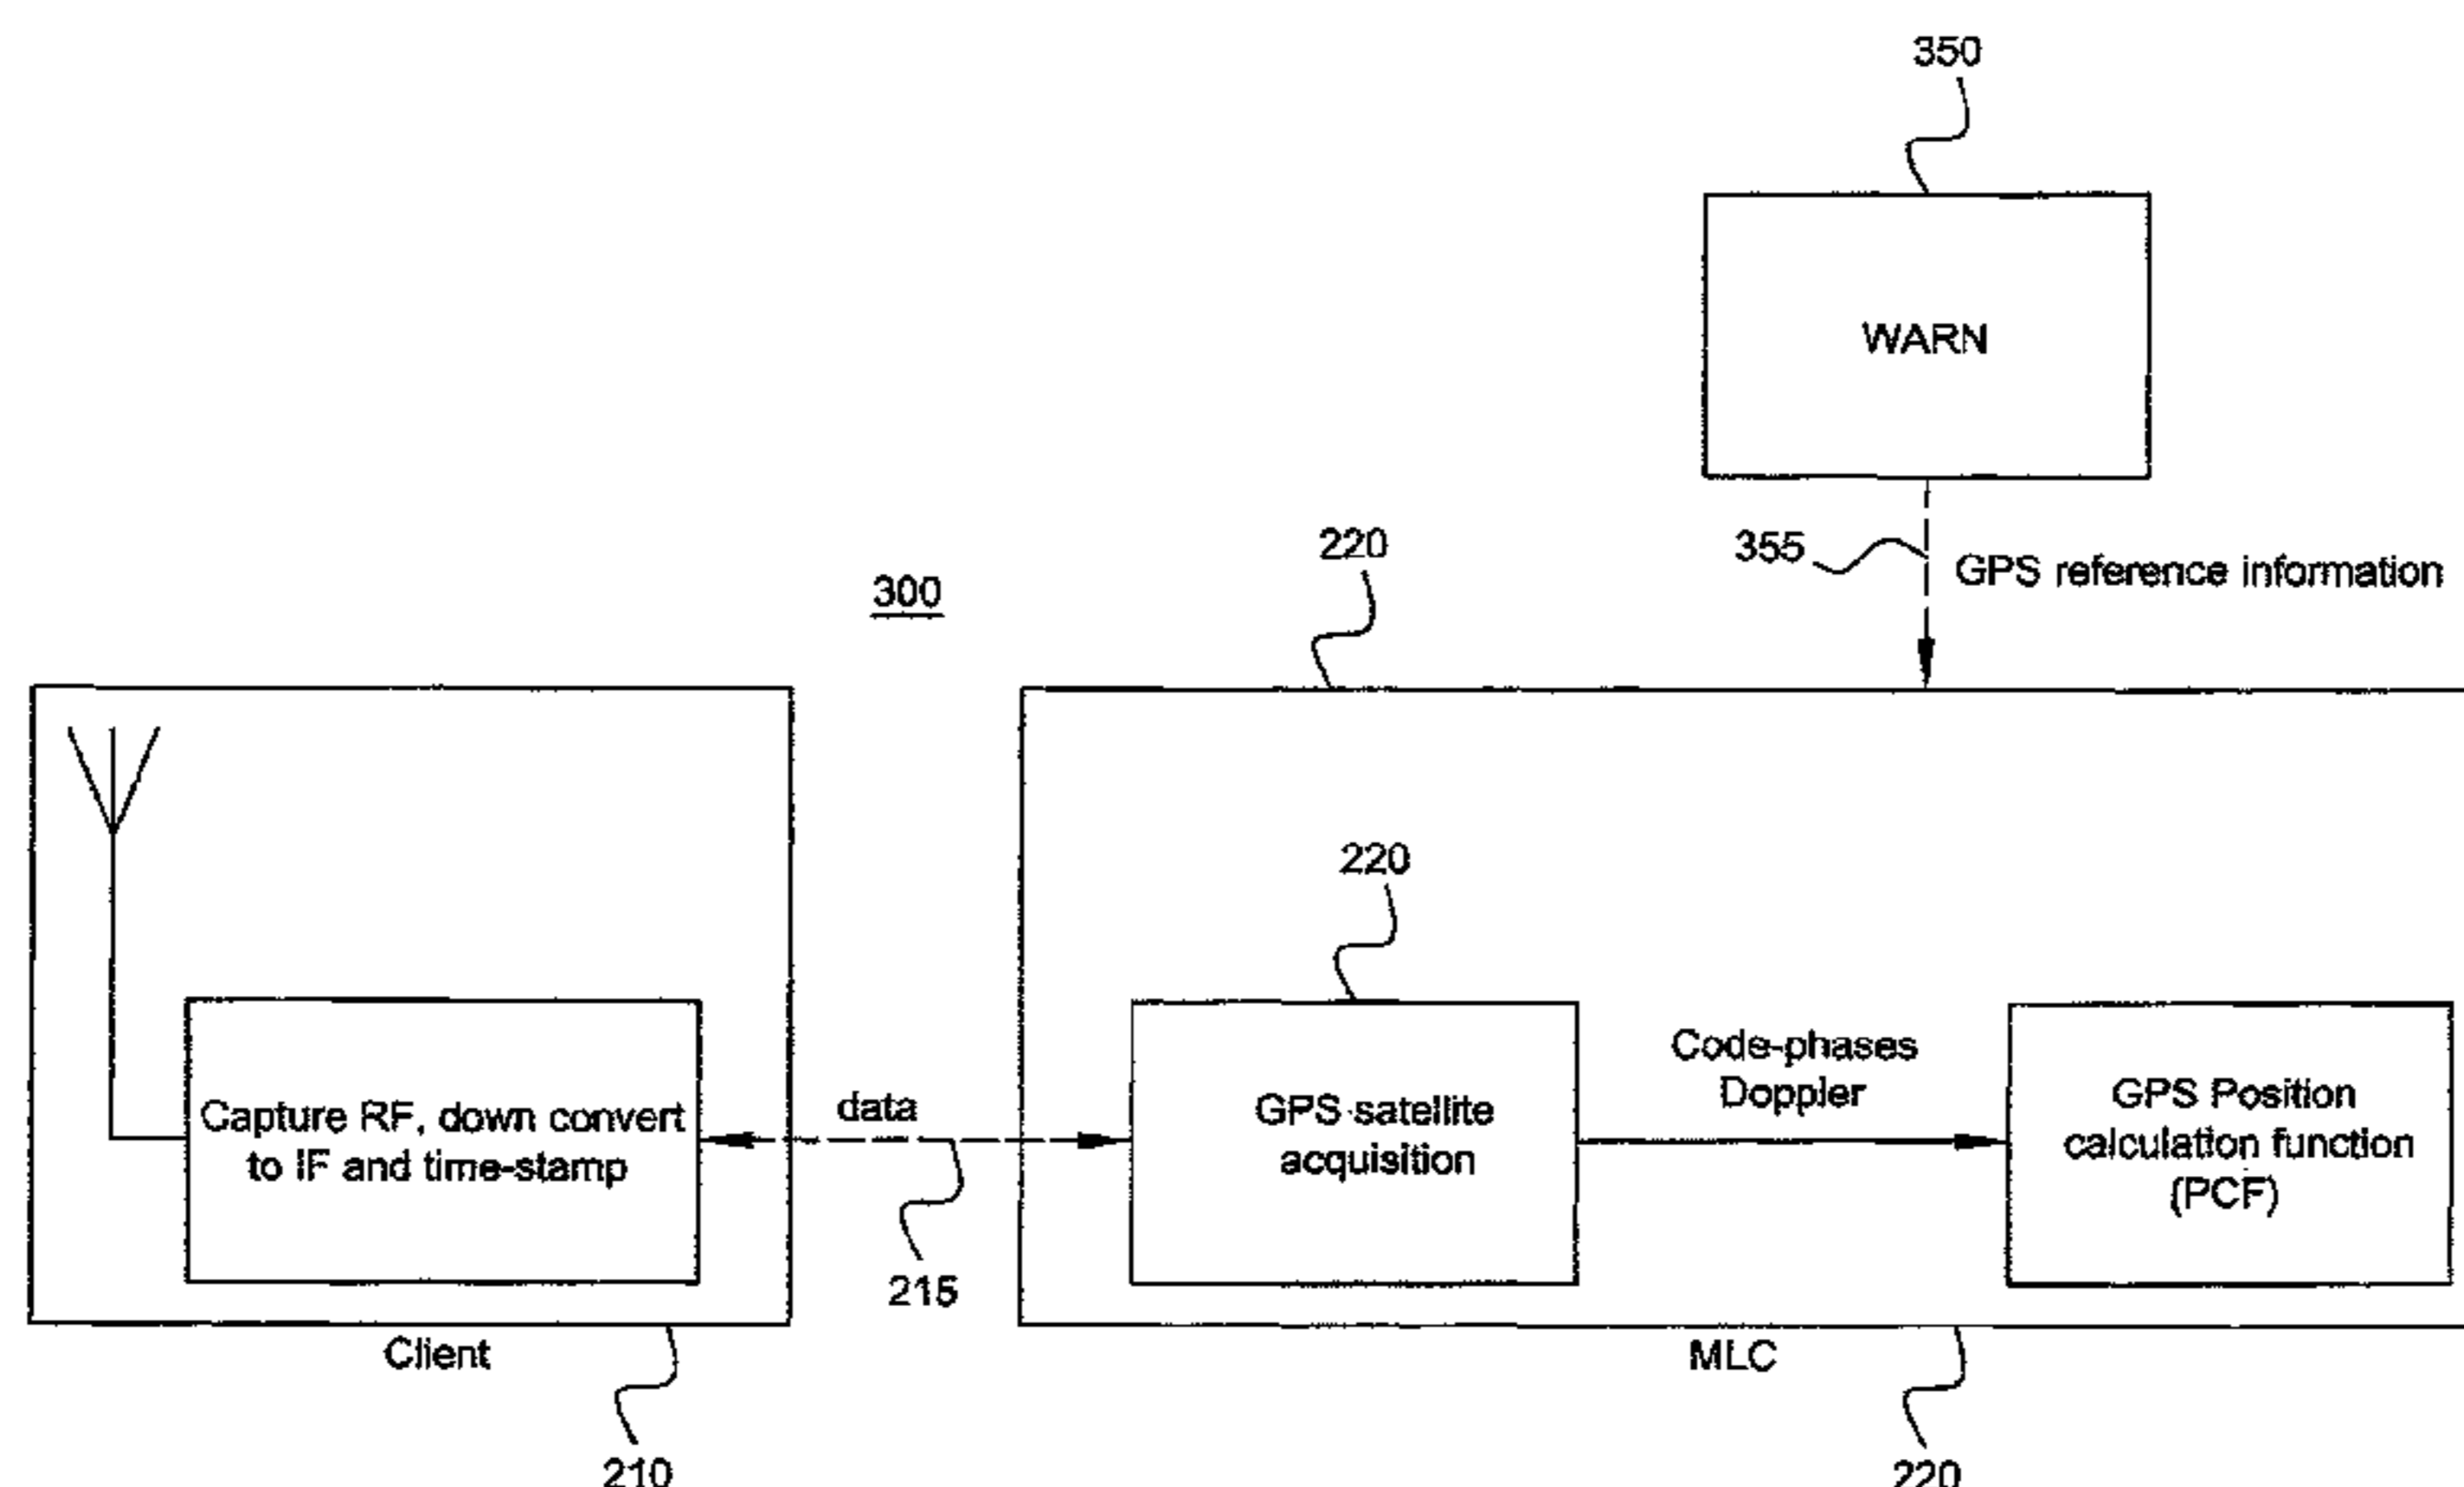 350
WARN
355
GPS reference information
220
300
220
Capture RF, down convert
to IF and time-stamp
data
215
GPS satellite
acquisition
Code-phases
Doppler
GPS Position
calculation function
(PCF)
Client
MLC
210
220